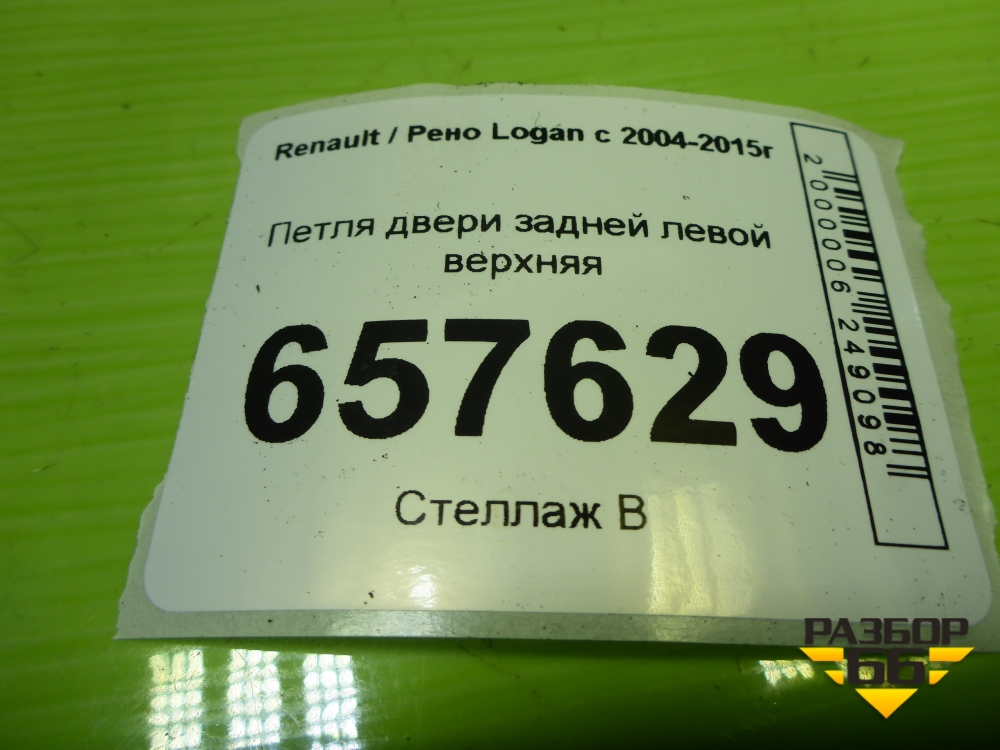 Renault / Рено Logan с 2004-2015г
Петля двери задней левой
верхняя
657629
Стеллаж В
2000006249098
РАЗБОР
66